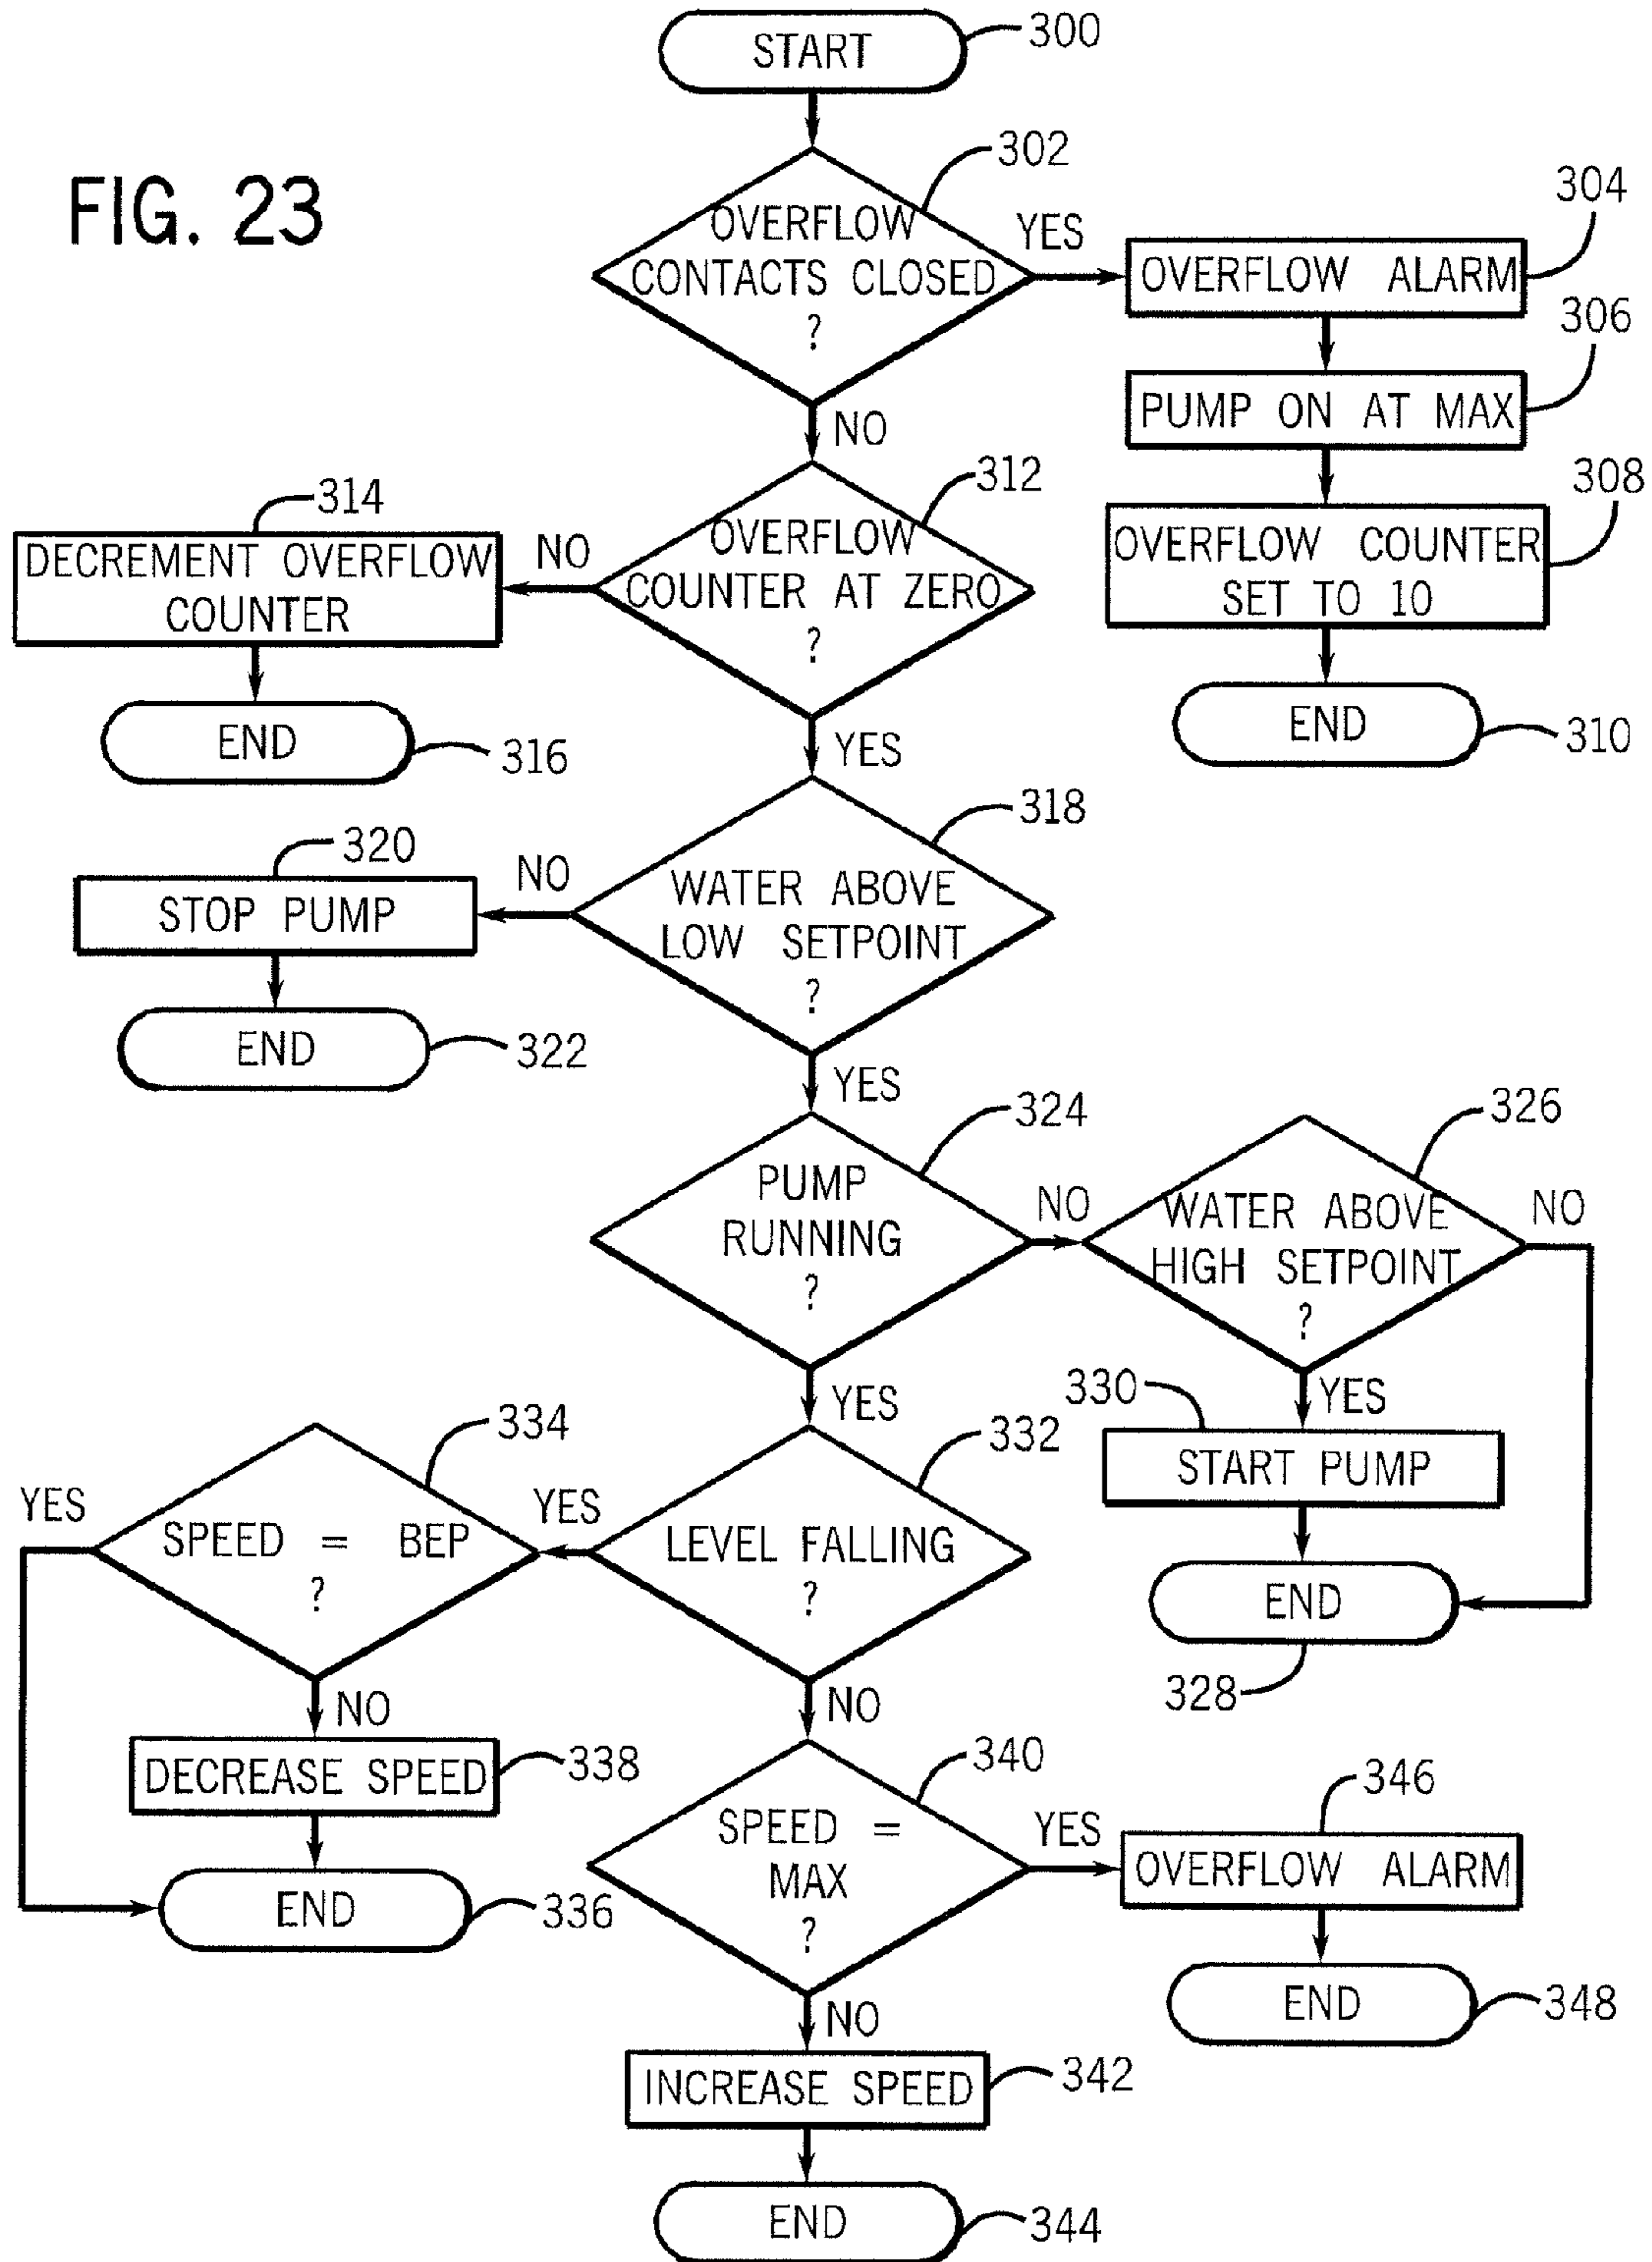 FIG. 23
START
300
302
OVERFLOW
CONTACTS CLOSED
?
YES
304
OVERFLOW ALARM
306
PUMP ON AT MAX
308
OVERFLOW COUNTER
SET TO 10
END
310
NO
312
OVERFLOW
COUNTER AT ZERO
?
NO
314
DECREMENT OVERFLOW
COUNTER
END
316
YES
318
WATER ABOVE
LOW SETPOINT
?
NO
320
STOP PUMP
END
322
YES
324
PUMP
RUNNING
?
NO
326
WATER ABOVE
HIGH SETPOINT
?
NO
YES
330
START PUMP
END
328
YES
332
LEVEL FALLING
?
YES
334
SPEED = BEP
?
YES
NO
DECREASE SPEED
338
END
336
NO
340
SPEED =
MAX
?
YES
346
OVERFLOW ALARM
END
348
NO
INCREASE SPEED
342
END
344